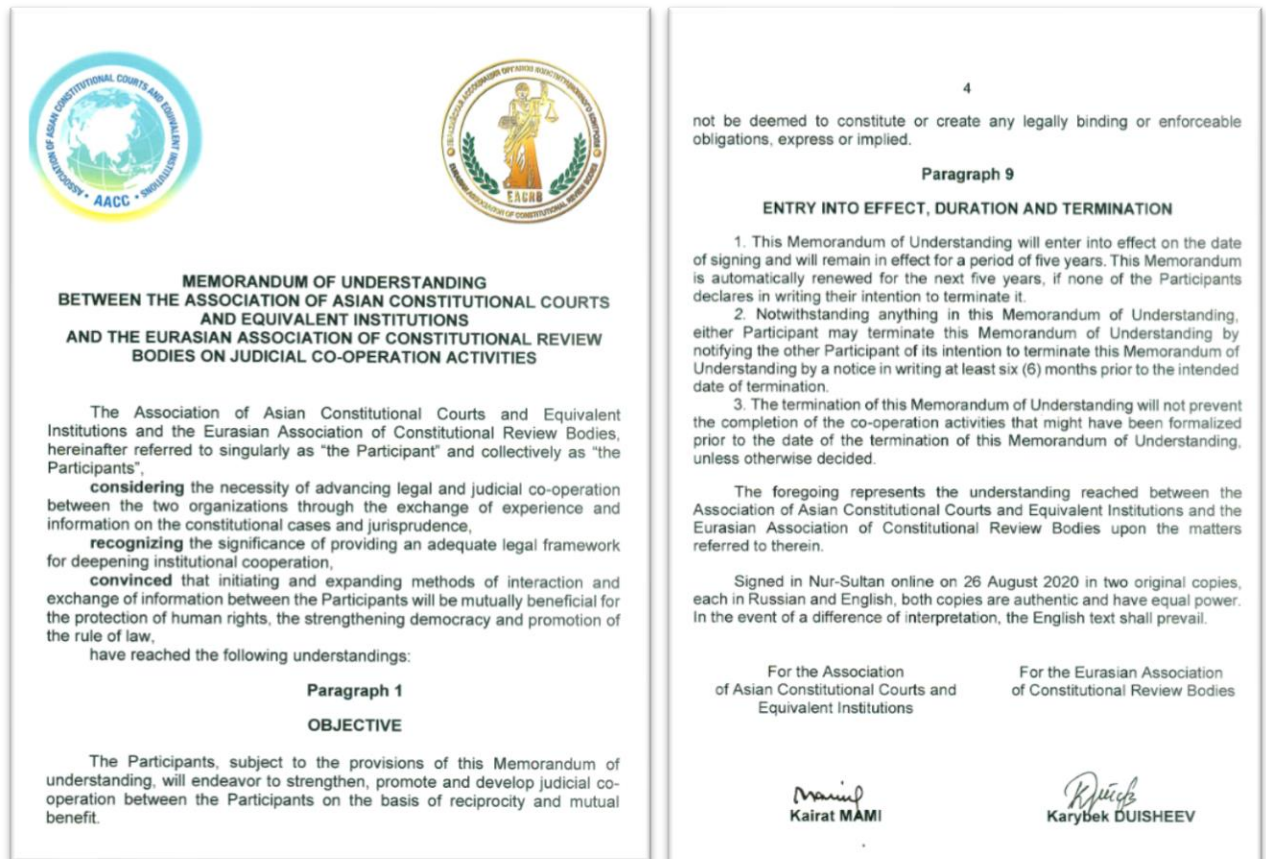 ASSOCIATION OF ASIAN CONSTITUTIONAL COURTS AND EQUIVALENT INSTITUTIONS
• AACC •
ЕВРАЗИЙСКАЯ АССОЦИАЦИЯ ОРГАНОВ КОНСТИТУЦИОННОГО КОНТРОЛЯ
EACRB
EURASIAN ASSOCIATION OF CONSTITUTIONAL REVIEW BODIES
MEMORANDUM OF UNDERSTANDING
BETWEEN THE ASSOCIATION OF ASIAN CONSTITUTIONAL COURTS
AND EQUIVALENT INSTITUTIONS
AND THE EURASIAN ASSOCIATION OF CONSTITUTIONAL REVIEW
BODIES ON JUDICIAL CO-OPERATION ACTIVITIES
The Association of Asian Constitutional Courts and Equivalent
Institutions and the Eurasian Association of Constitutional Review Bodies,
hereinafter referred to singularly as “the Participant” and collectively as “the
Participants”,
considering the necessity of advancing legal and judicial co-operation
between the two organizations through the exchange of experience and
information on the constitutional cases and jurisprudence,
recognizing the significance of providing an adequate legal framework
for deepening institutional cooperation,
convinced that initiating and expanding methods of interaction and
exchange of information between the Participants will be mutually beneficial for
the protection of human rights, the strengthening democracy and promotion of
the rule of law,
have reached the following understandings:
Paragraph 1
OBJECTIVE
The Participants, subject to the provisions of this Memorandum of
understanding, will endeavor to strengthen, promote and develop judicial co-
operation between the Participants on the basis of reciprocity and mutual
benefit.
4
not be deemed to constitute or create any legally binding or enforceable
obligations, express or implied.
Paragraph 9
ENTRY INTO EFFECT, DURATION AND TERMINATION
1. This Memorandum of Understanding will enter into effect on the date
of signing and will remain in effect for a period of five years. This Memorandum
is automatically renewed for the next five years, if none of the Participants
declares in writing their intention to terminate it.
2. Notwithstanding anything in this Memorandum of Understanding,
either Participant may terminate this Memorandum of Understanding by
notifying the other Participant of its intention to terminate this Memorandum of
Understanding by a notice in writing at least six (6) months prior to the intended
date of termination.
3. The termination of this Memorandum of Understanding will not prevent
the completion of the co-operation activities that might have been formalized
prior to the date of the termination of this Memorandum of Understanding,
unless otherwise decided.
The foregoing represents the understanding reached between the
Association of Asian Constitutional Courts and Equivalent Institutions and the
Eurasian Association of Constitutional Review Bodies upon the matters
referred to therein.
Signed in Nur-Sultan online on 26 August 2020 in two original copies,
each in Russian and English, both copies are authentic and have equal power.
In the event of a difference of interpretation, the English text shall prevail.
For the Association
of Asian Constitutional Courts and
Equivalent Institutions
Kairat MAMI
For the Eurasian Association
of Constitutional Review Bodies
Karybek DUISHEEV